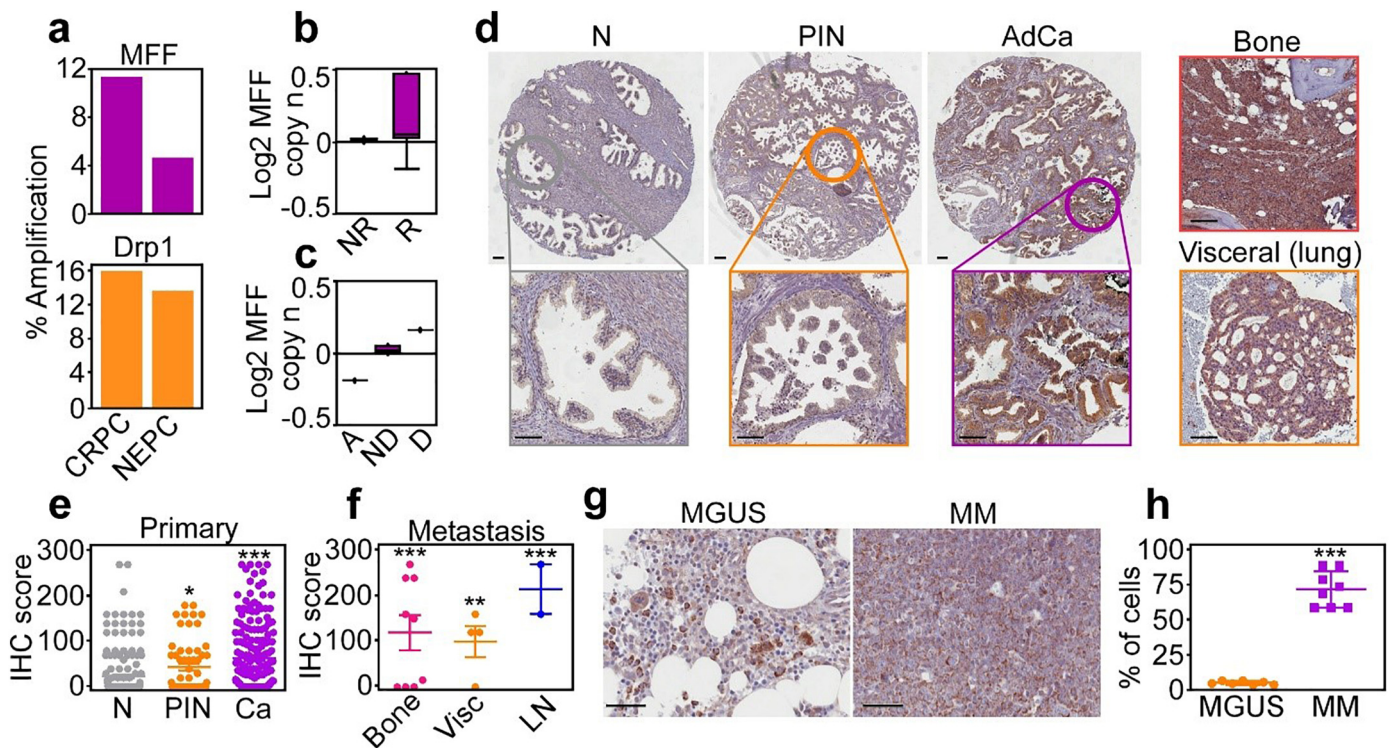 a
MFF
% Amplification
12
8
4
0
Drp1
16
12
8
4
0
CRPC
NEPC
b
Log2 MFF
copy n
0.5
0
-0.5
NR
R
c
Log2 MFF
copy n
0.5
0
-0.5
A
ND
D
d
N
PIN
AdCa
Bone
Visceral (lung)
e
Primary
IHC score
300
200
100
0
*
***
N
PIN
Ca
f
Metastasis
IHC score
300
200
100
0
***
**
***
Bone
Visc
LN
g
MGUS
MM
h
% of cells
100
75
50
25
0
***
MGUS
MM